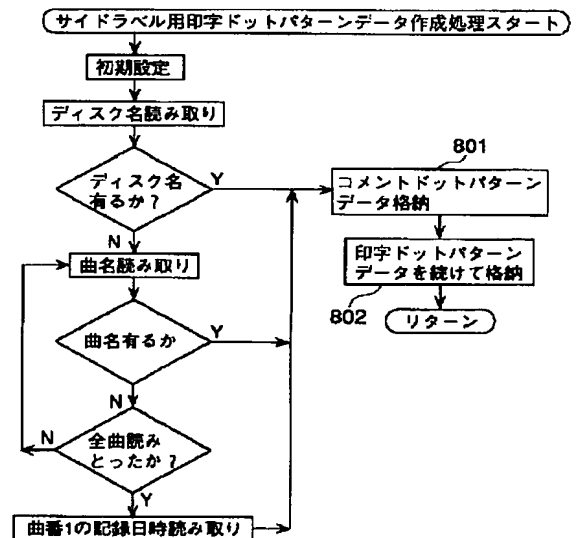 サイドラベル用印字ドットパターンデータ作成処理スタート
初期設定
ディスク名読み取り
ディスク名
有るか？
Y
N
曲名読み取り
曲名有るか
Y
N
全曲読み
とったか？
N
Y
曲番1の記録日時読み取り
801
コメントドットパターン
データ格納
印字ドットパターン
データを続けて格納
802
リターン